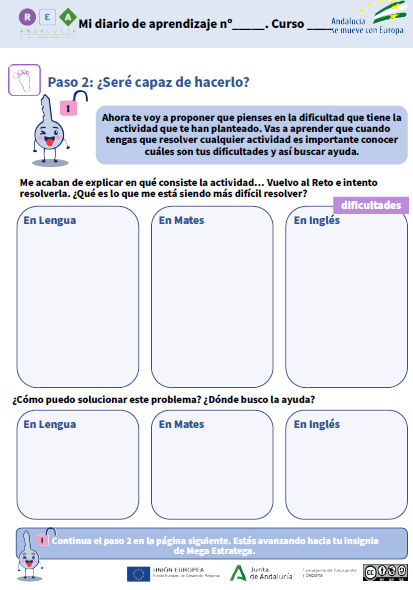 R E A
ANDALUCÍA
Mi diario de aprendizaje nº_____. Curso ____
Andalucía
se mueve con Europa
Paso 2: ¿Seré capaz de hacerlo?
1
Ahora te voy a proponer que pienses en la dificultad que tiene la
actividad que te han planteado. Vas a aprender que cuando
tengas que resolver cualquier actividad es importante conocer
cuáles son tus dificultades y así buscar ayuda.
Me acaban de explicar en qué consiste la actividad... Vuelvo al Reto e intento
resolverla. ¿Qué es lo que me está siendo más difícil resolver?
dificultades
En Lengua
En Mates
En Inglés
¿Cómo puedo solucionar este problema? ¿Dónde busco la ayuda?
En Lengua
En Mates
En Inglés
1
Continua el paso 2 en la página siguiente. Estás avanzando hacia tu insignia
de Mega Estratega.
UNIÓN EUROPEA
Fondo Europeo de Desarrollo Regional
Junta
de Andalucía
Consejería de Educación
y Deporte